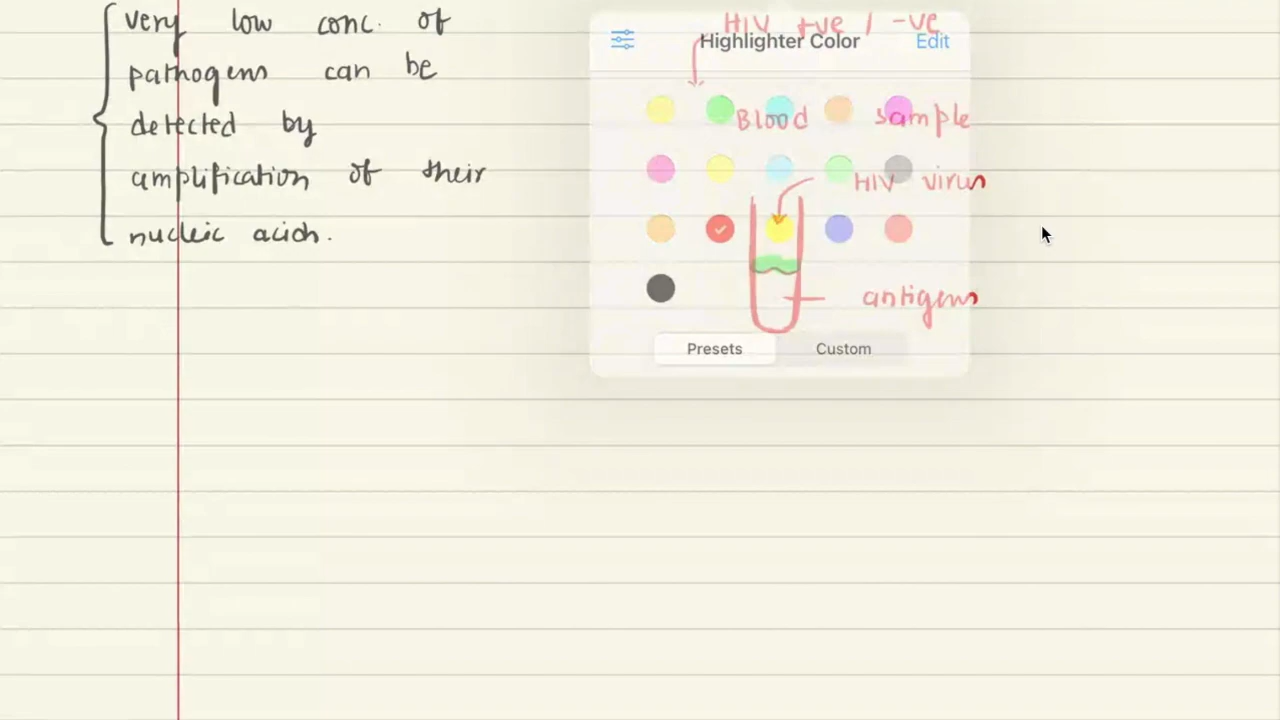 very low conc. of
pathogens can be
detected by
amplification of their
nucleic acid.
HIV +ve / -ve
Highlighter Color
Edit
Blood sample
HIV virus
antigens
Presets
Custom